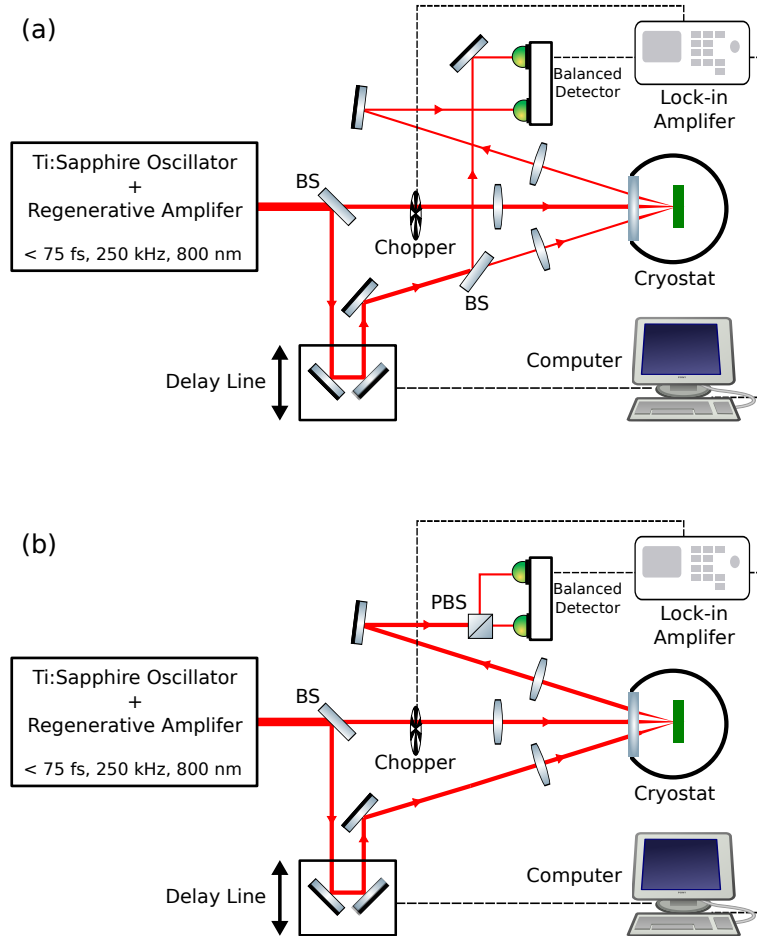 (a)
Balanced
Detector
Lock-in
Amplifer
Ti:Sapphire Oscillator
+
Regenerative Amplifer
< 75 fs, 250 kHz, 800 nm
BS
Chopper
BS
Cryostat
Delay Line
Computer
(b)
PBS
Balanced
Detector
Lock-in
Amplifer
Ti:Sapphire Oscillator
+
Regenerative Amplifer
< 75 fs, 250 kHz, 800 nm
BS
Chopper
Cryostat
Delay Line
Computer